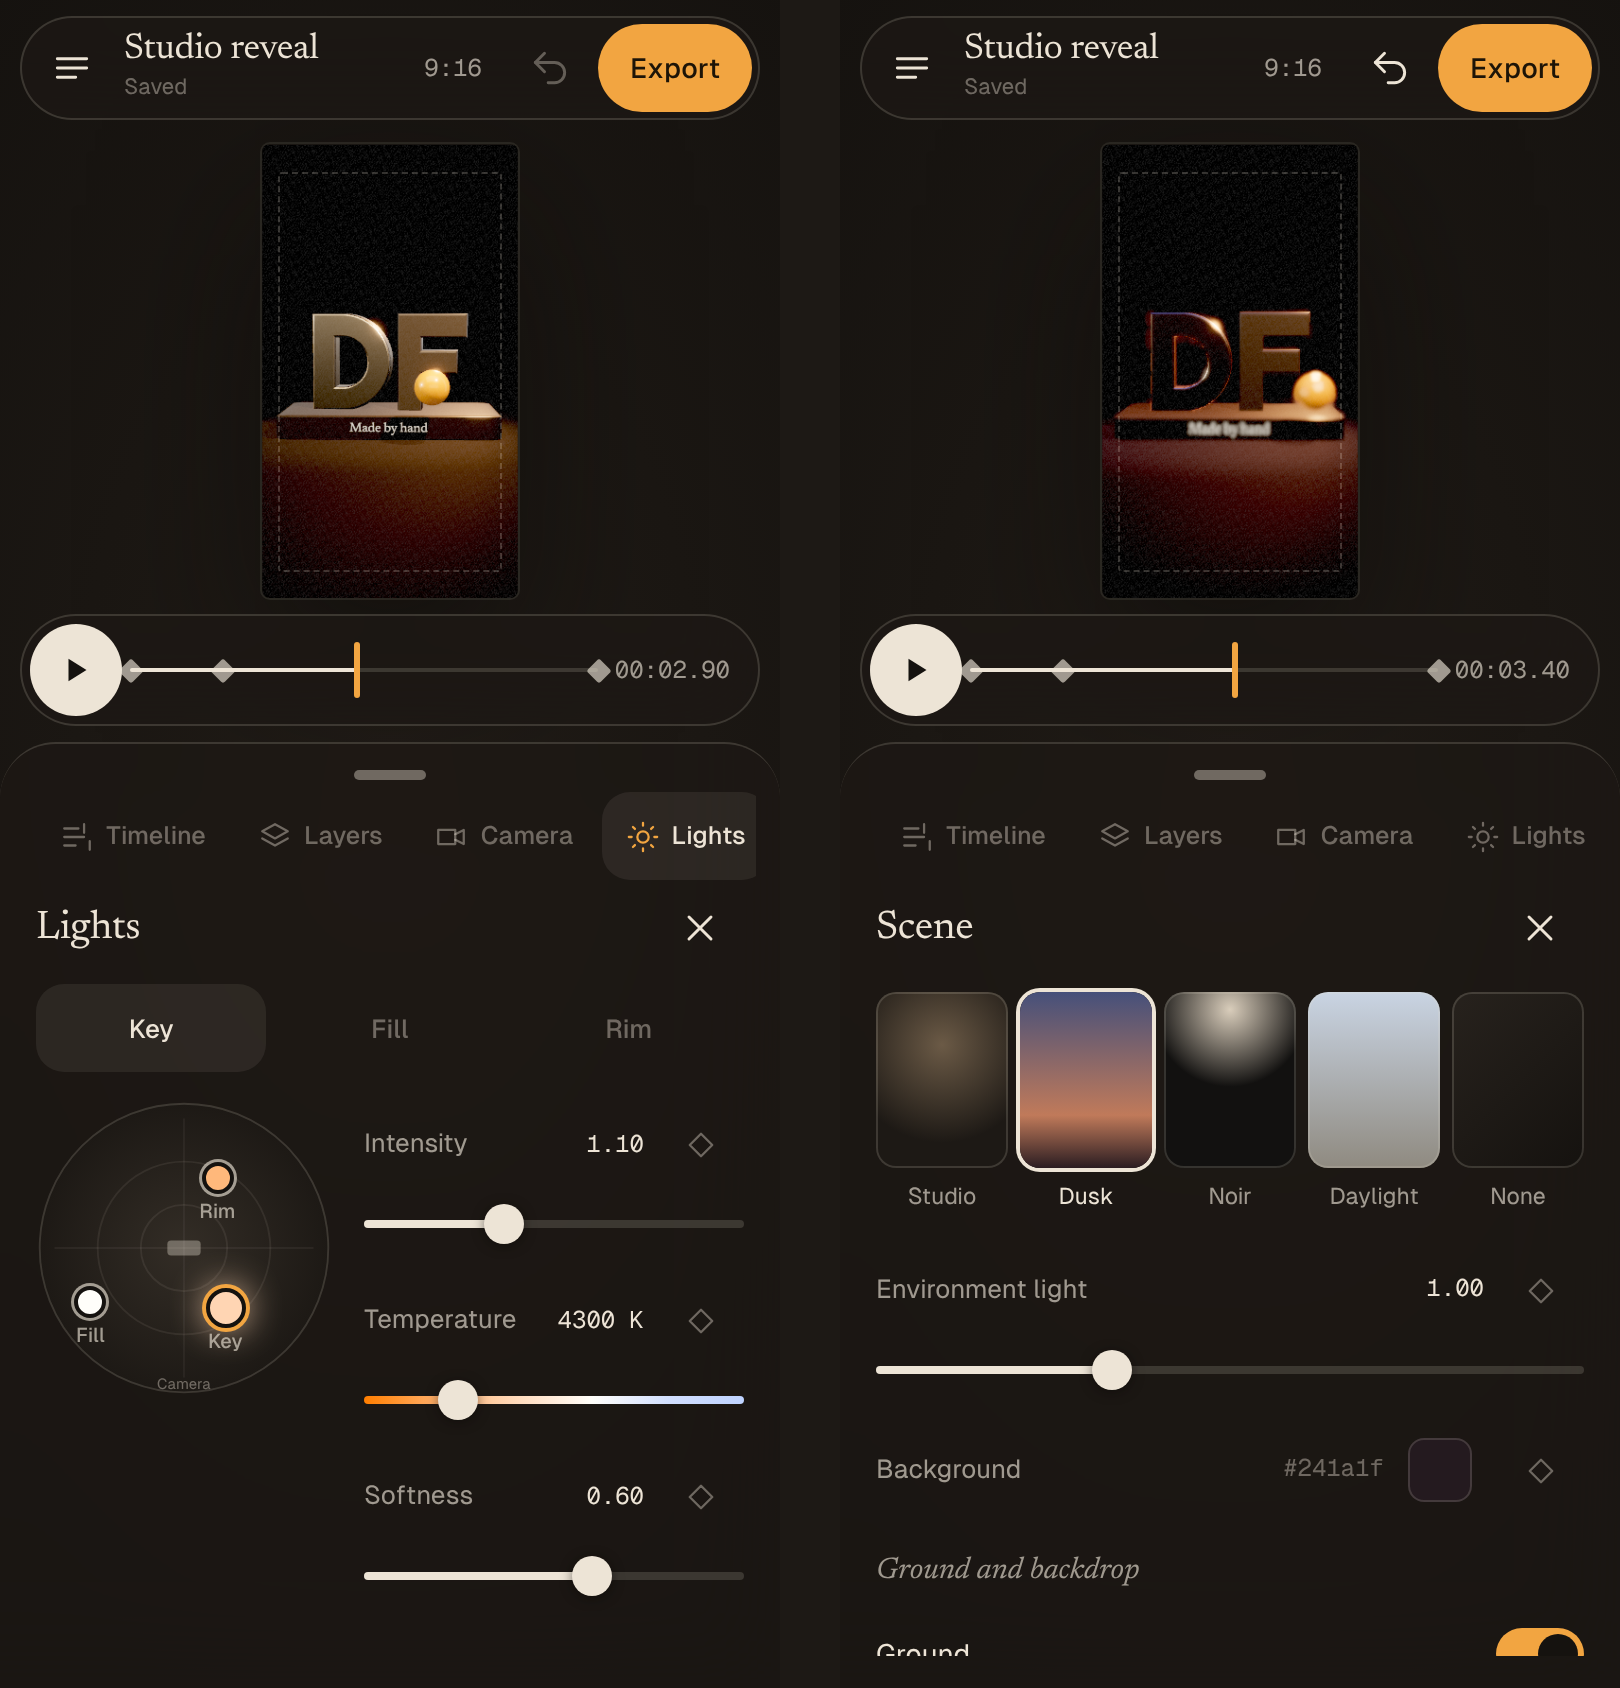 Studio reveal
Saved
9:16
Export
DF
Made by hand
00:02.90
Timeline
Layers
Camera
Lights
Lights
Key
Fill
Rim
Rim
Fill
Key
Camera
Intensity
1.10
Temperature
4300 K
Softness
0.60
Studio reveal
Saved
9:16
Export
DF
Made by hand
00:03.40
Timeline
Layers
Camera
Lights
Scene
Studio
Dusk
Noir
Daylight
None
Environment light
1.00
Background
#241a1f
Ground and backdrop
Ground